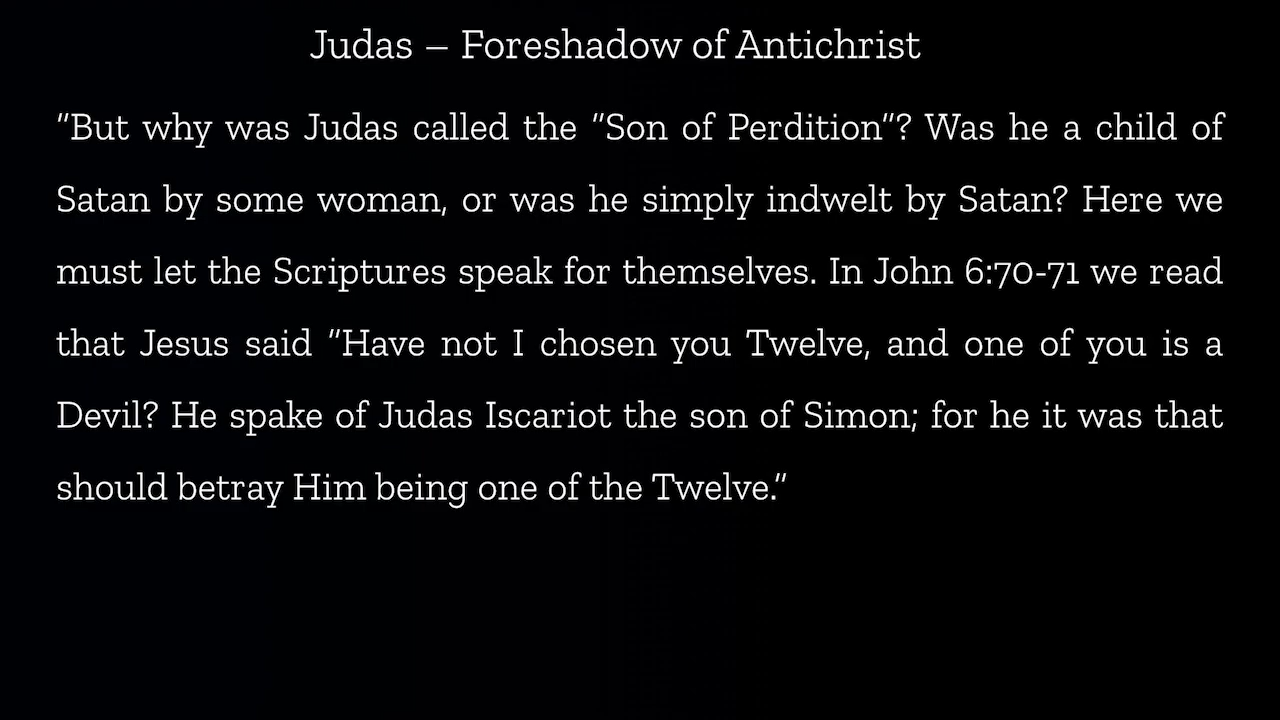 Judas – Foreshadow of Antichrist
"But why was Judas called the "Son of Perdition"? Was he a child of
Satan by some woman, or was he simply indwelt by Satan? Here we
must let the Scriptures speak for themselves. In John 6:70-71 we read
that Jesus said "Have not I chosen you Twelve, and one of you is a
Devil? He spake of Judas Iscariot the son of Simon; for he it was that
should betray Him being one of the Twelve."